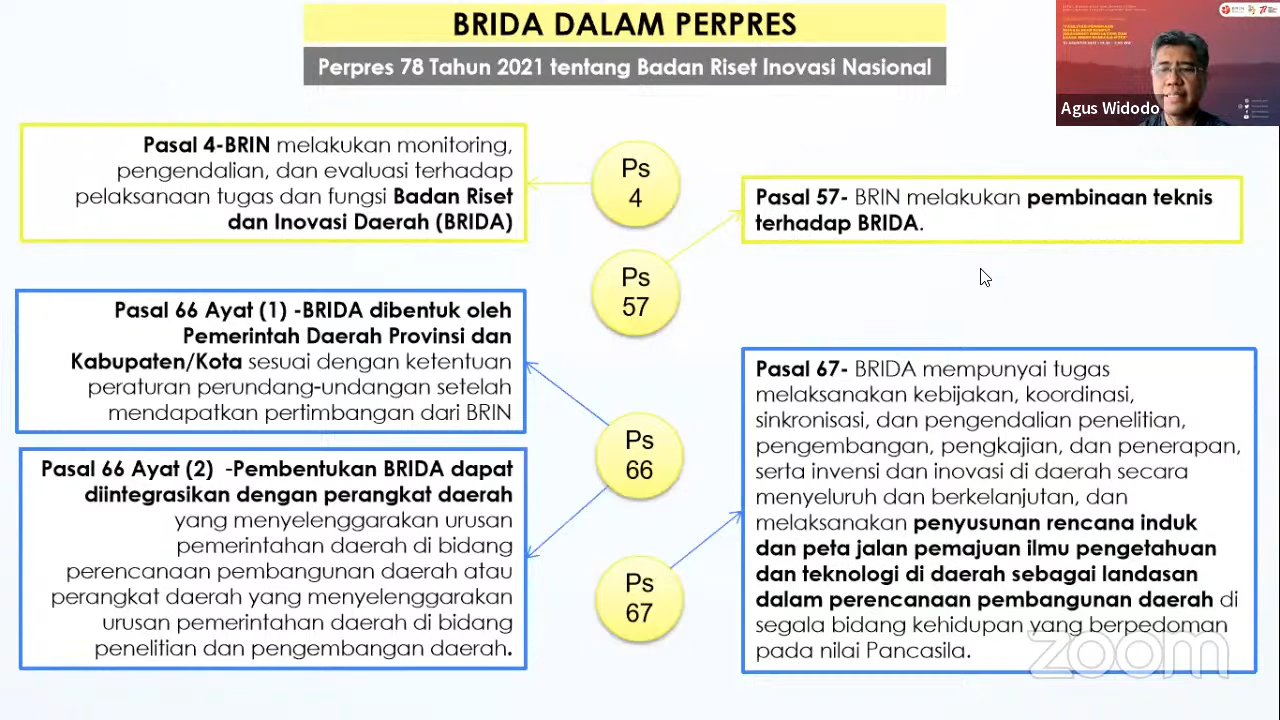 BRIDA DALAM PERPRES
Perpres 78 Tahun 2021 tentang Badan Riset Inovasi Nasional
Agus Widodo
Pasal 4-BRIN melakukan monitoring,
pengendalian, dan evaluasi terhadap
pelaksanaan tugas dan fungsi Badan Riset
dan Inovasi Daerah (BRIDA)
Ps
4
Pasal 57- BRIN melakukan pembinaan teknis
terhadap BRIDA.
Ps
57
Pasal 66 Ayat (1) -BRIDA dibentuk oleh
Pemerintah Daerah Provinsi dan
Kabupaten/Kota sesuai dengan ketentuan
peraturan perundang-undangan setelah
mendapatkan pertimbangan dari BRIN
Pasal 66 Ayat (2) -Pembentukan BRIDA dapat
diintegrasikan dengan perangkat daerah
yang menyelenggarakan urusan
pemerintahan daerah di bidang
perencanaan pembangunan daerah atau
perangkat daerah yang menyelenggarakan
urusan pemerintahan daerah di bidang
penelitian dan pengembangan daerah.
Ps
66
Ps
67
Pasal 67- BRIDA mempunyai tugas
melaksanakan kebijakan, koordinasi,
sinkronisasi, dan pengendalian penelitian,
pengembangan, pengkajian, dan penerapan,
serta invensi dan inovasi di daerah secara
menyeluruh dan berkelanjutan, dan
melaksanakan penyusunan rencana induk
dan peta jalan pemajuan ilmu pengetahuan
dan teknologi di daerah sebagai landasan
dalam perencanaan pembangunan daerah di
segala bidang kehidupan yang berpedoman
pada nilai Pancasila.
zoom